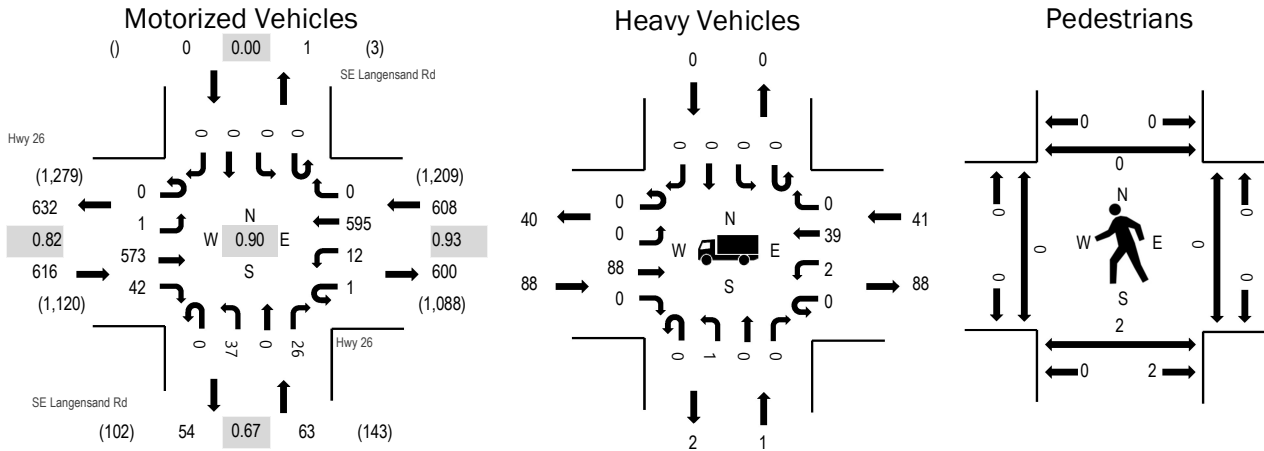 Motorized Vehicles
() 0 0.00 1 (3)
SE Langensand Rd
Hwy 26
0 0 0 0
(1,279) 0 0 (1,209)
632 595 608
1 N
0.82 W 0.90 E 0.93
573 S 12
616 42 1 600
(1,120) (1,088)
0 37 0 26
Hwy 26
SE Langensand Rd
(102) 54 0.67 63 (143)
Heavy Vehicles
0 0
0 0 0 0
0 0
40 39 41
0 N
W E
88 2
88 S 88
0 0
0 1 0 0
2 1
Pedestrians
0 0
0
N
0 0
0 W E 0
0 0
S
2
0 2